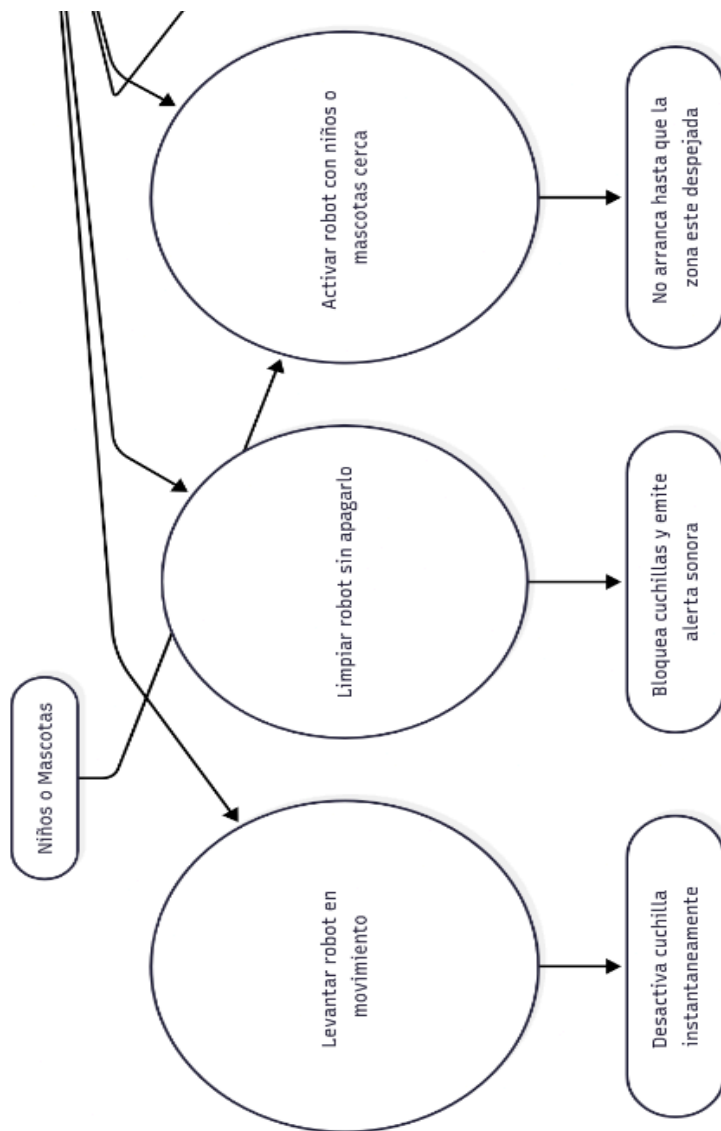 Niños o Mascotas
Levantar robot en
movimiento
Limpiar robot sin apagarlo
Activar robot con niños o
mascotas cerca
Desactiva cuchilla
instantaneamente
Bloquea cuchillas y emite
alerta sonora
No arranca hasta que la
zona este despejada